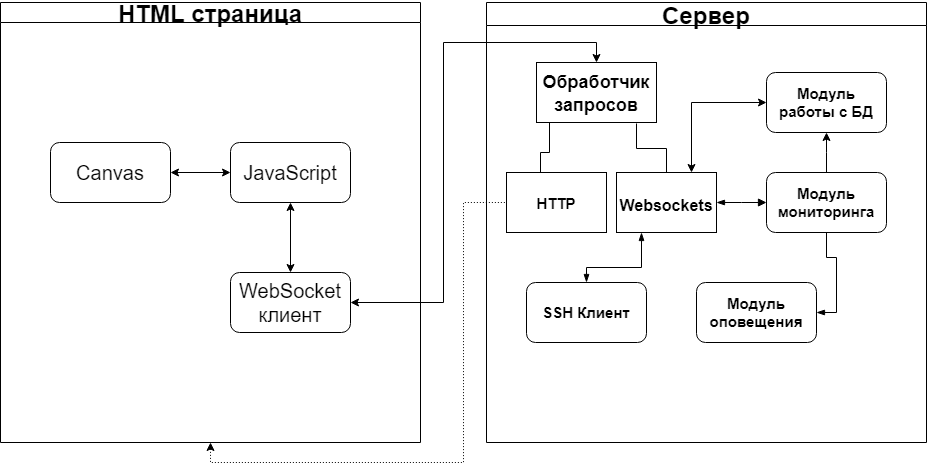 HTML страница
Canvas
JavaScript
WebSocket
клиент
Сервер
Обработчик
запросов
Модуль
работы с БД
HTTP
Websockets
Модуль
мониторинга
SSH Клиент
Модуль
оповещения